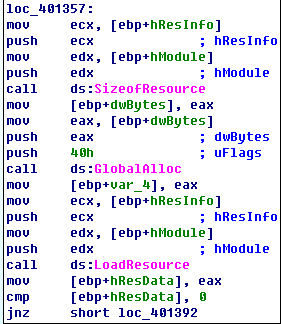 loc_401357:
mov ecx, [ebp+hResInfo]
push ecx ; hResInfo
mov edx, [ebp+hModule]
push edx ; hModule
call ds:SizeofResource
mov [ebp+dwBytes], eax
mov eax, [ebp+dwBytes]
push eax ; dwBytes
push 40h ; uFlags
call ds:GlobalAlloc
mov [ebp+var_4], eax
mov ecx, [ebp+hResInfo]
push ecx ; hResInfo
mov edx, [ebp+hModule]
push edx ; hModule
call ds:LoadResource
mov [ebp+hResData], eax
cmp [ebp+hResData], 0
jnz short loc_401392